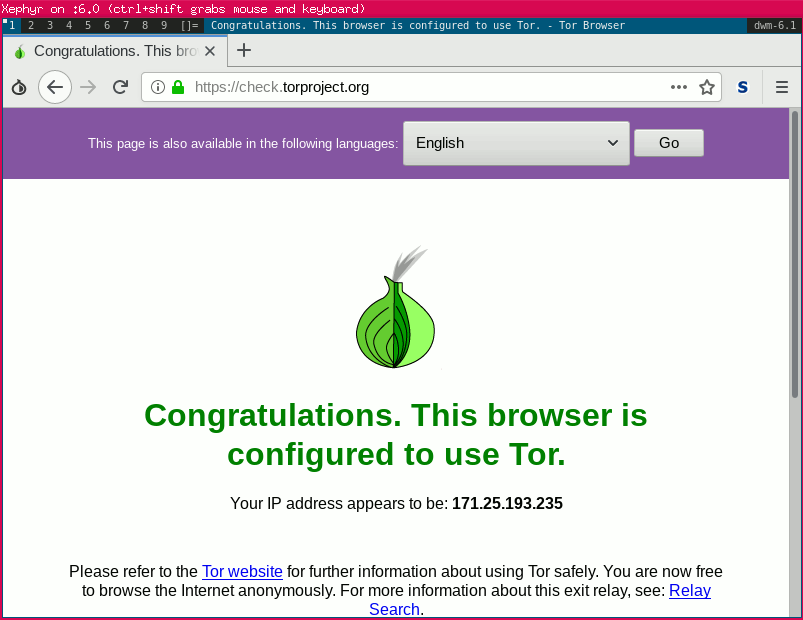 Xephyr on :6.0 (ctrl+shift grabs mouse and keyboard)
1 2 3 4 5 6 7 8 9 []= Congratulations. This browser is configured to use Tor. - Tor Browser dwm-6.1
Congratulations. This bro
https://check.torproject.org S
This page is also available in the following languages: English Go
Congratulations. This browser is
configured to use Tor.
Your IP address appears to be: 171.25.193.235
Please refer to the Tor website for further information about using Tor safely. You are now free
to browse the Internet anonymously. For more information about this exit relay, see: Relay
Search.